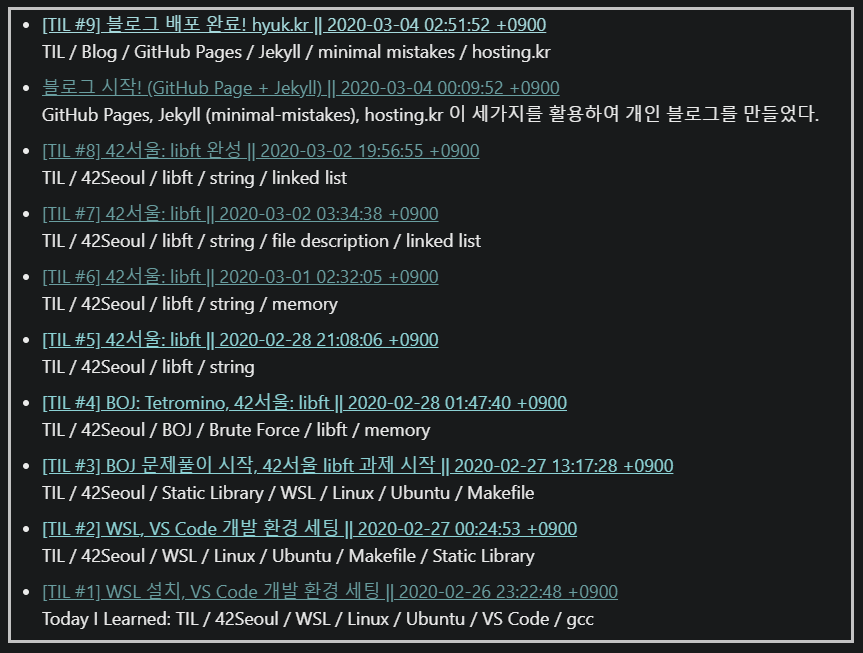 [TIL #9] 블로그 배포 완료! hyuk.kr || 2020-03-04 02:51:52 +0900
TIL / Blog / GitHub Pages / Jekyll / minimal mistakes / hosting.kr
블로그 시작! (GitHub Page + Jekyll) || 2020-03-04 00:09:52 +0900
GitHub Pages, Jekyll (minimal-mistakes), hosting.kr 이 세가지를 활용하여 개인 블로그를 만들었다.
[TIL #8] 42서울: libft 완성 || 2020-03-02 19:56:55 +0900
TIL / 42Seoul / libft / string / linked list
[TIL #7] 42서울: libft || 2020-03-02 03:34:38 +0900
TIL / 42Seoul / libft / string / file description / linked list
[TIL #6] 42서울: libft || 2020-03-01 02:32:05 +0900
TIL / 42Seoul / libft / string / memory
[TIL #5] 42서울: libft || 2020-02-28 21:08:06 +0900
TIL / 42Seoul / libft / string
[TIL #4] BOJ: Tetromino, 42서울: libft || 2020-02-28 01:47:40 +0900
TIL / 42Seoul / BOJ / Brute Force / libft / memory
[TIL #3] BOJ 문제풀이 시작, 42서울 libft 과제 시작 || 2020-02-27 13:17:28 +0900
TIL / 42Seoul / Static Library / WSL / Linux / Ubuntu / Makefile
[TIL #2] WSL, VS Code 개발 환경 세팅 || 2020-02-27 00:24:53 +0900
TIL / 42Seoul / WSL / Linux / Ubuntu / Makefile / Static Library
[TIL #1] WSL 설치, VS Code 개발 환경 세팅 || 2020-02-26 23:22:48 +0900
Today I Learned: TIL / 42Seoul / WSL / Linux / Ubuntu / VS Code / gcc